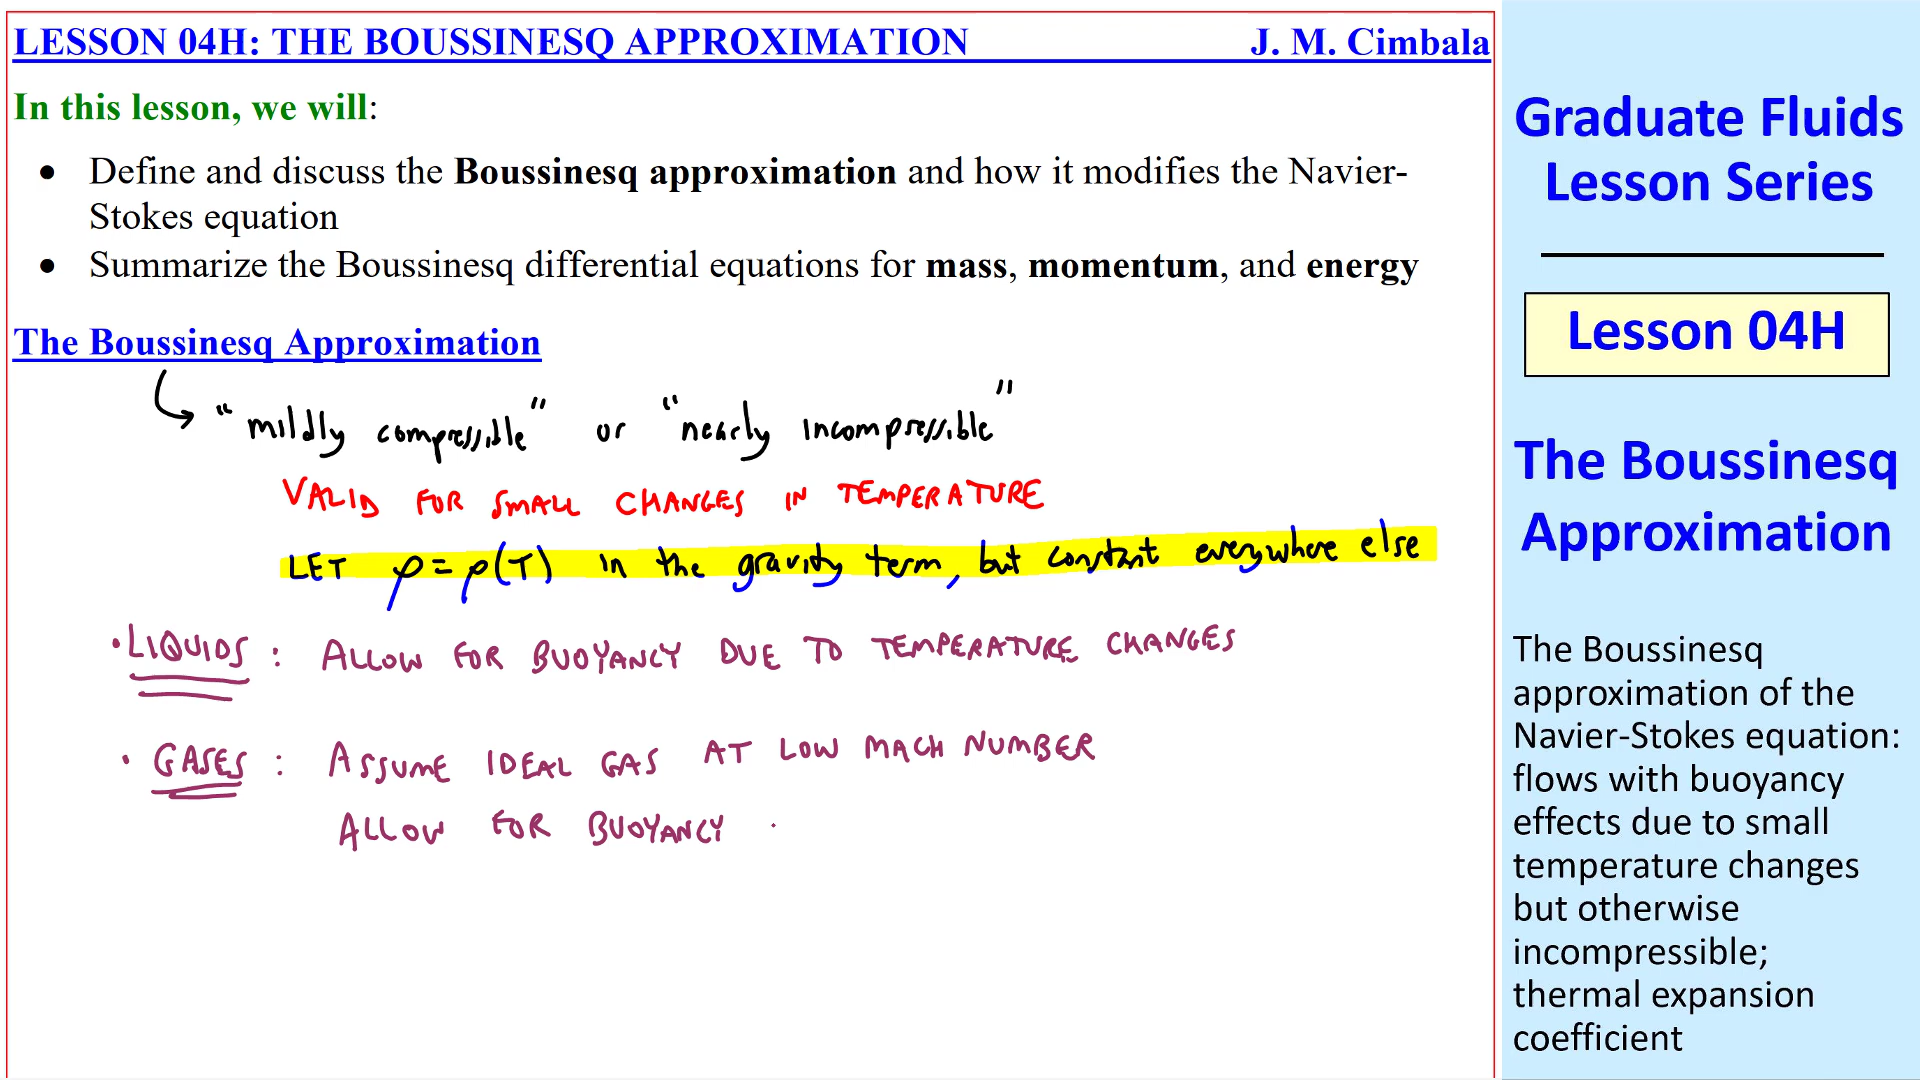 LESSON 04H: THE BOUSSINESQ APPROXIMATION J. M. Cimbala
In this lesson, we will:
• Define and discuss the Boussinesq approximation and how it modifies the Navier-
Stokes equation
• Summarize the Boussinesq differential equations for mass, momentum, and energy
The Boussinesq Approximation
"mildly compressible" or "nearly incompressible"
VALID FOR SMALL CHANGES IN TEMPERATURE
LET ρ = ρ(T) in the gravity term, but constant everywhere else
• LIQUIDS : ALLOW FOR BUOYANCY DUE TO TEMPERATURE CHANGES
• GASES : ASSUME IDEAL GAS AT LOW MACH NUMBER
ALLOW FOR BUOYANCY
Graduate Fluids
Lesson Series
Lesson 04H
The Boussinesq
Approximation
The Boussinesq
approximation of the
Navier-Stokes equation:
flows with buoyancy
effects due to small
temperature changes
but otherwise
incompressible;
thermal expansion
coefficient